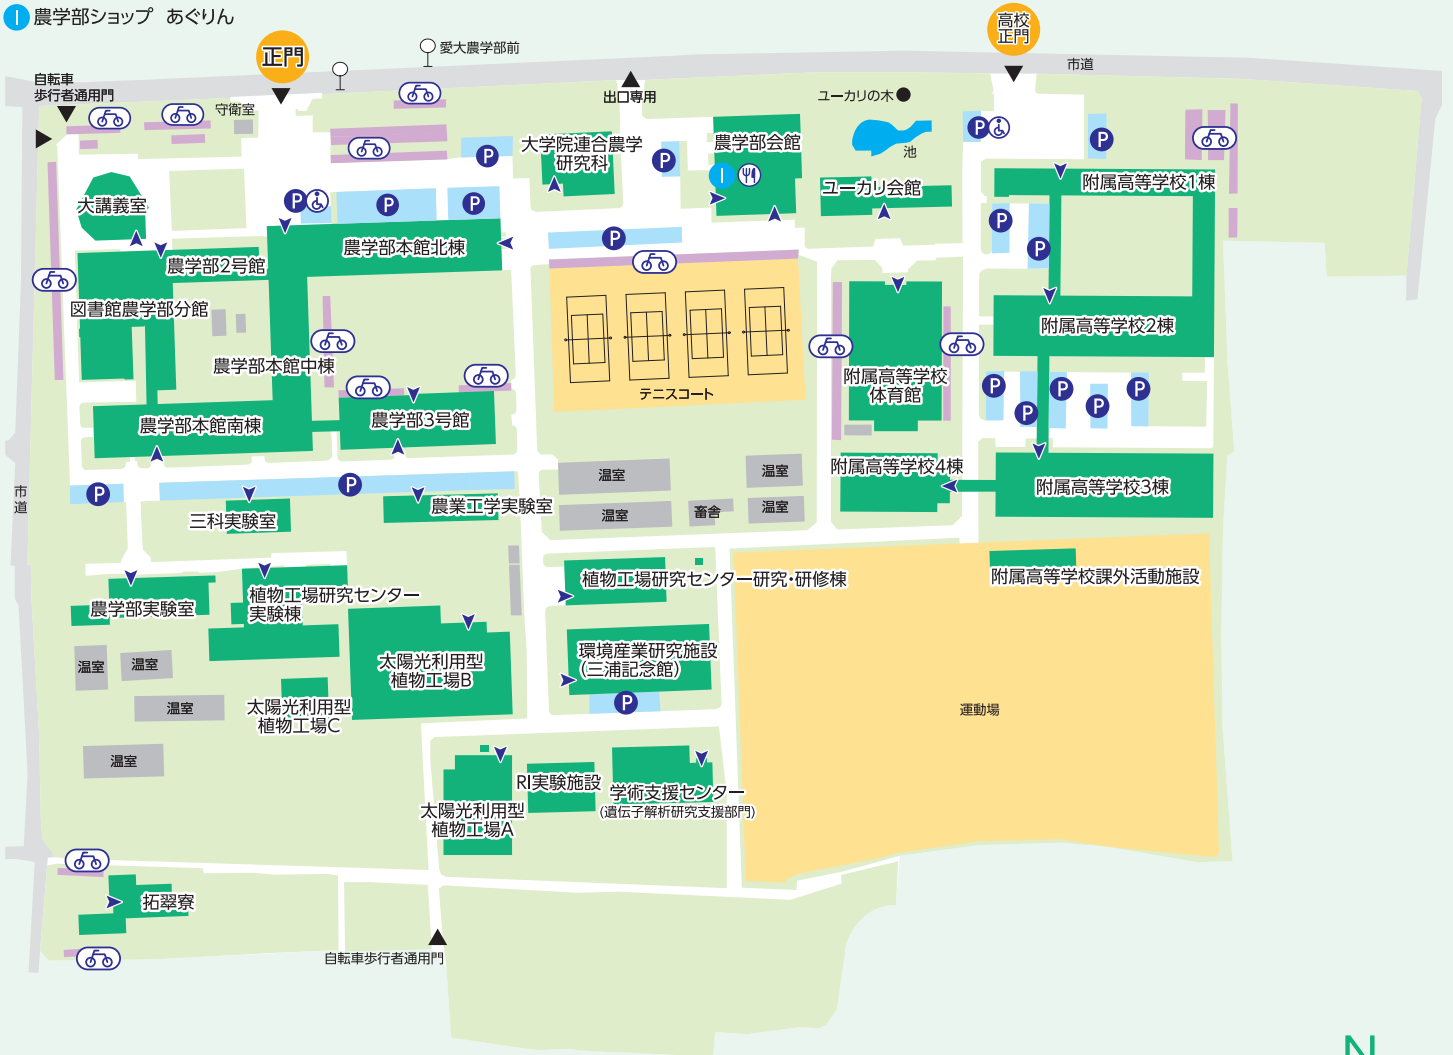 I 農学部ショップ あぐりん
正門
愛大農学部前
高校
正門
市道
自転車
歩行者通用門
守衛室
出口専用
ユーカリの木
P
池
大学院連合農学
研究科
P
P
農学部会館
I
P
附属高等学校1棟
大講義室
P
P
P
ユーカリ会館
P
P
農学部本館北棟
P
農学部2号館
図書館農学部分館
附属高等学校2棟
農学部本館中棟
テニスコート
附属高等学校
体育館
P
P
P
P
P
農学部本館南棟
農学部3号館
附属高等学校4棟
温室
温室
附属高等学校3棟
市道
P
P
農業工学実験室
温室
畜舎
温室
三科実験室
農学部実験室
植物工場研究センター
実験棟
植物工場研究センター研究・研修棟
附属高等学校課外活動施設
温室
温室
太陽光利用型
植物工場B
環境産業研究施設
(三浦記念館)
P
温室
太陽光利用型
植物工場C
運動場
温室
RI実験施設
学術支援センター
(遺伝子解析研究支援部門)
太陽光利用型
植物工場A
拓翠寮
自転車歩行者通用門
N